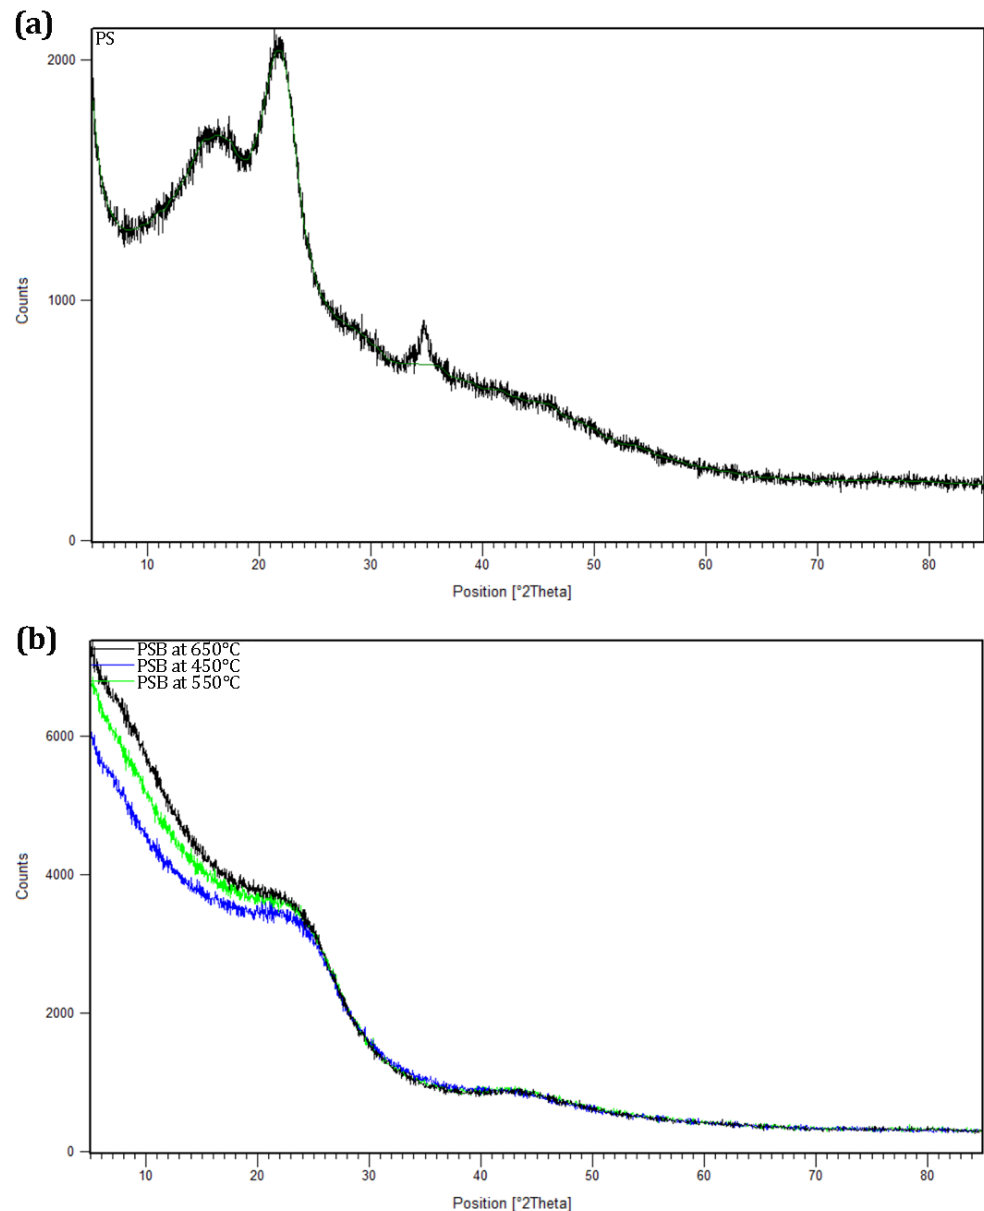 (a)
PS
2000
1000
0
Counts
10 20 30 40 50 60 70 80
Position [°2Theta]
(b)
PSB at 650°C
PSB at 450°C
PSB at 550°C
6000
4000
2000
0
Counts
10 20 30 40 50 60 70 80
Position [°2Theta]